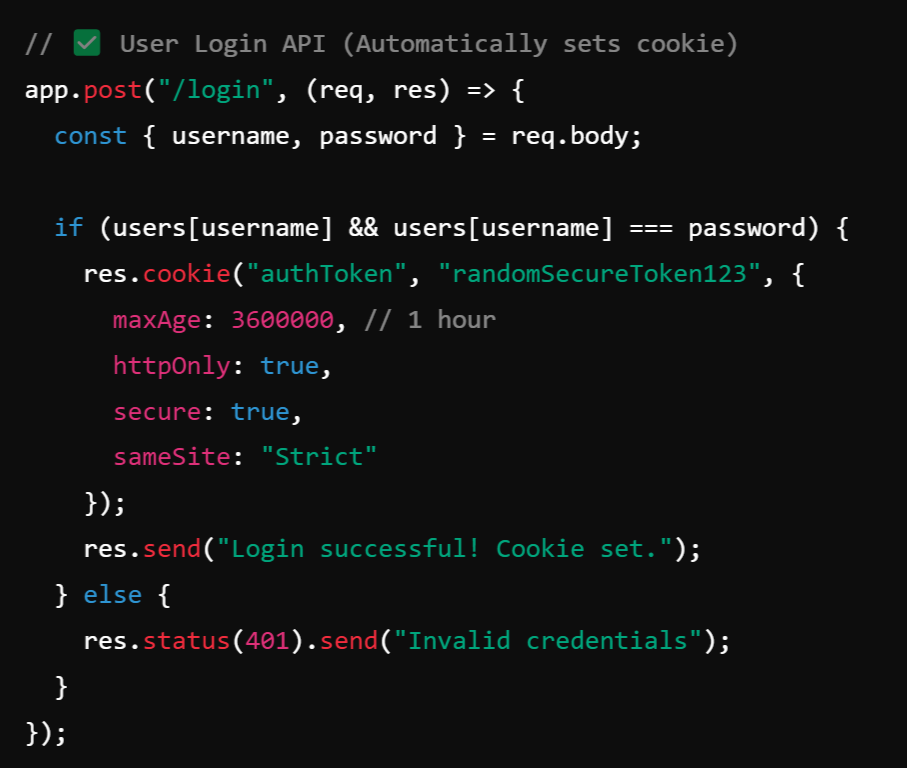 // ✅ User Login API (Automatically sets cookie)
app.post("/login", (req, res) => {
  const { username, password } = req.body;

  if (users[username] && users[username] === password) {
    res.cookie("authToken", "randomSecureToken123", {
      maxAge: 3600000, // 1 hour
      httpOnly: true,
      secure: true,
      sameSite: "Strict"
    });
    res.send("Login successful! Cookie set.");
  } else {
    res.status(401).send("Invalid credentials");
  }
});